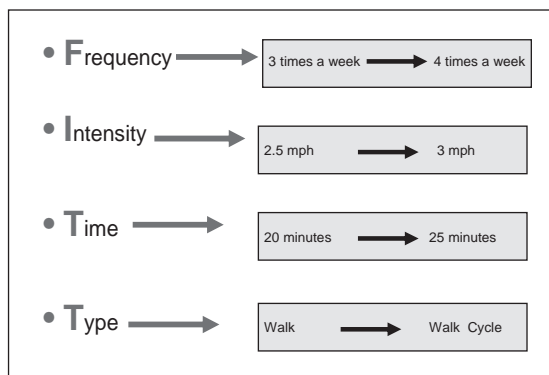 • Frequency 3 times a week 4 times a week
• Intensity 2.5 mph 3 mph
• Time 20 minutes 25 minutes
• Type Walk Walk Cycle